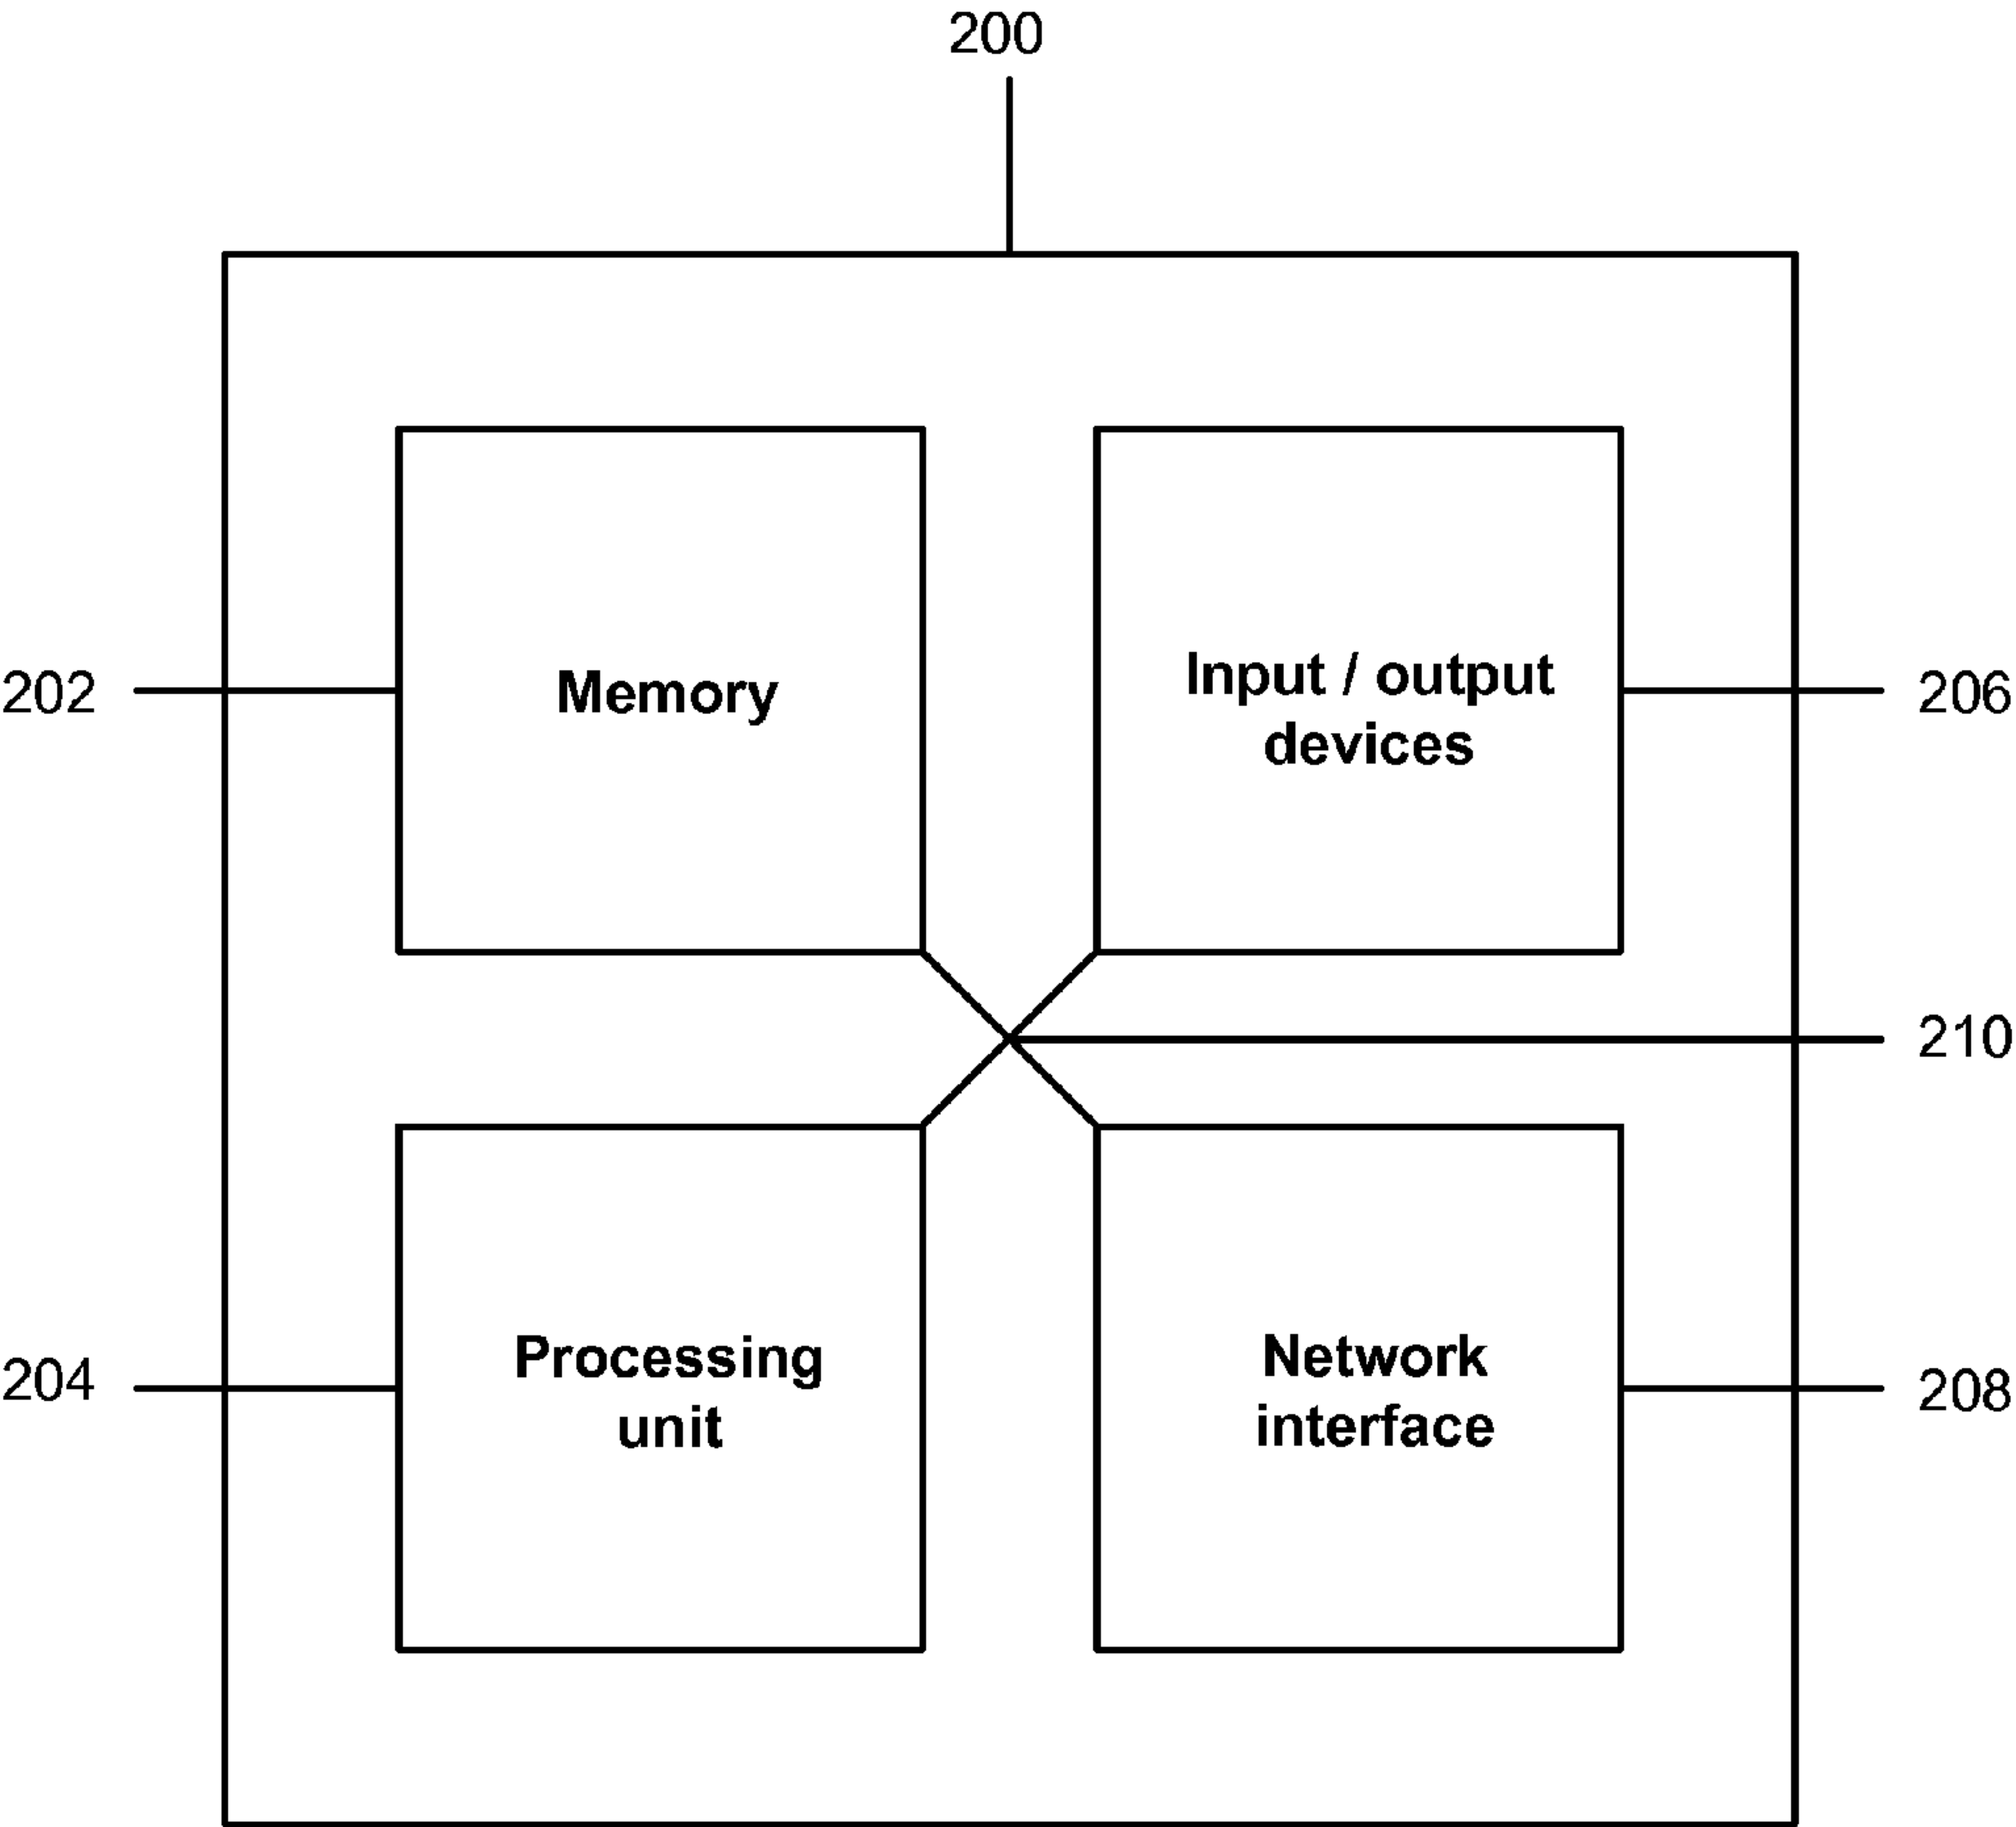 200
202
Memory
Input / output
devices
206
210
204
Processing
unit
Network
interface
208